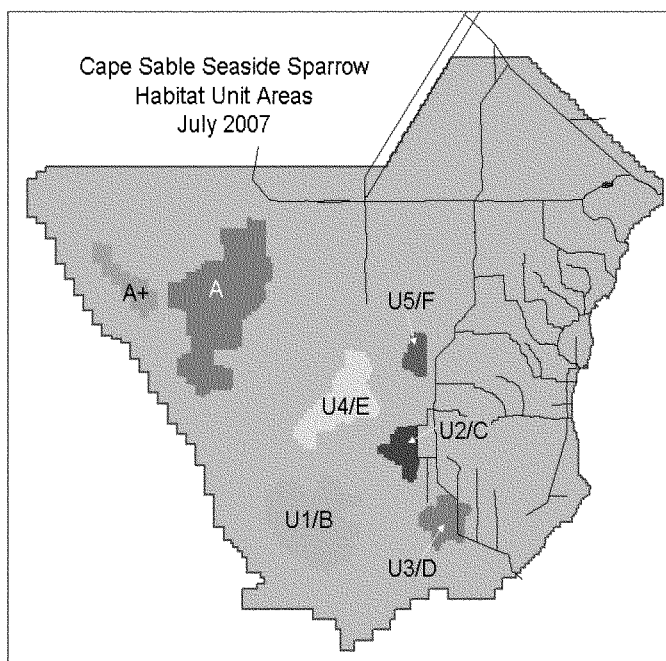 Cape Sable Seaside Sparrow
Habitat Unit Areas
July 2007
A+
A
U5/F
U4/E
U2/C
U1/B
U3/D